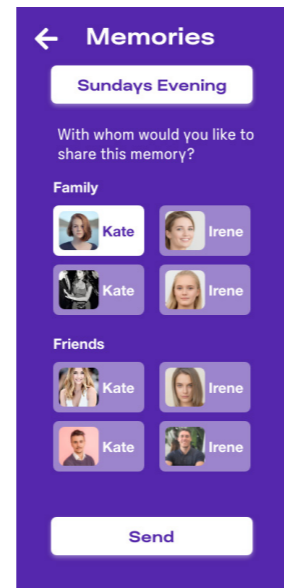 Memories
Sundays Evening
With whom would you like to
share this memory?
Family
Kate
Irene
Kate
Irene
Friends
Kate
Irene
Kate
Irene
Send